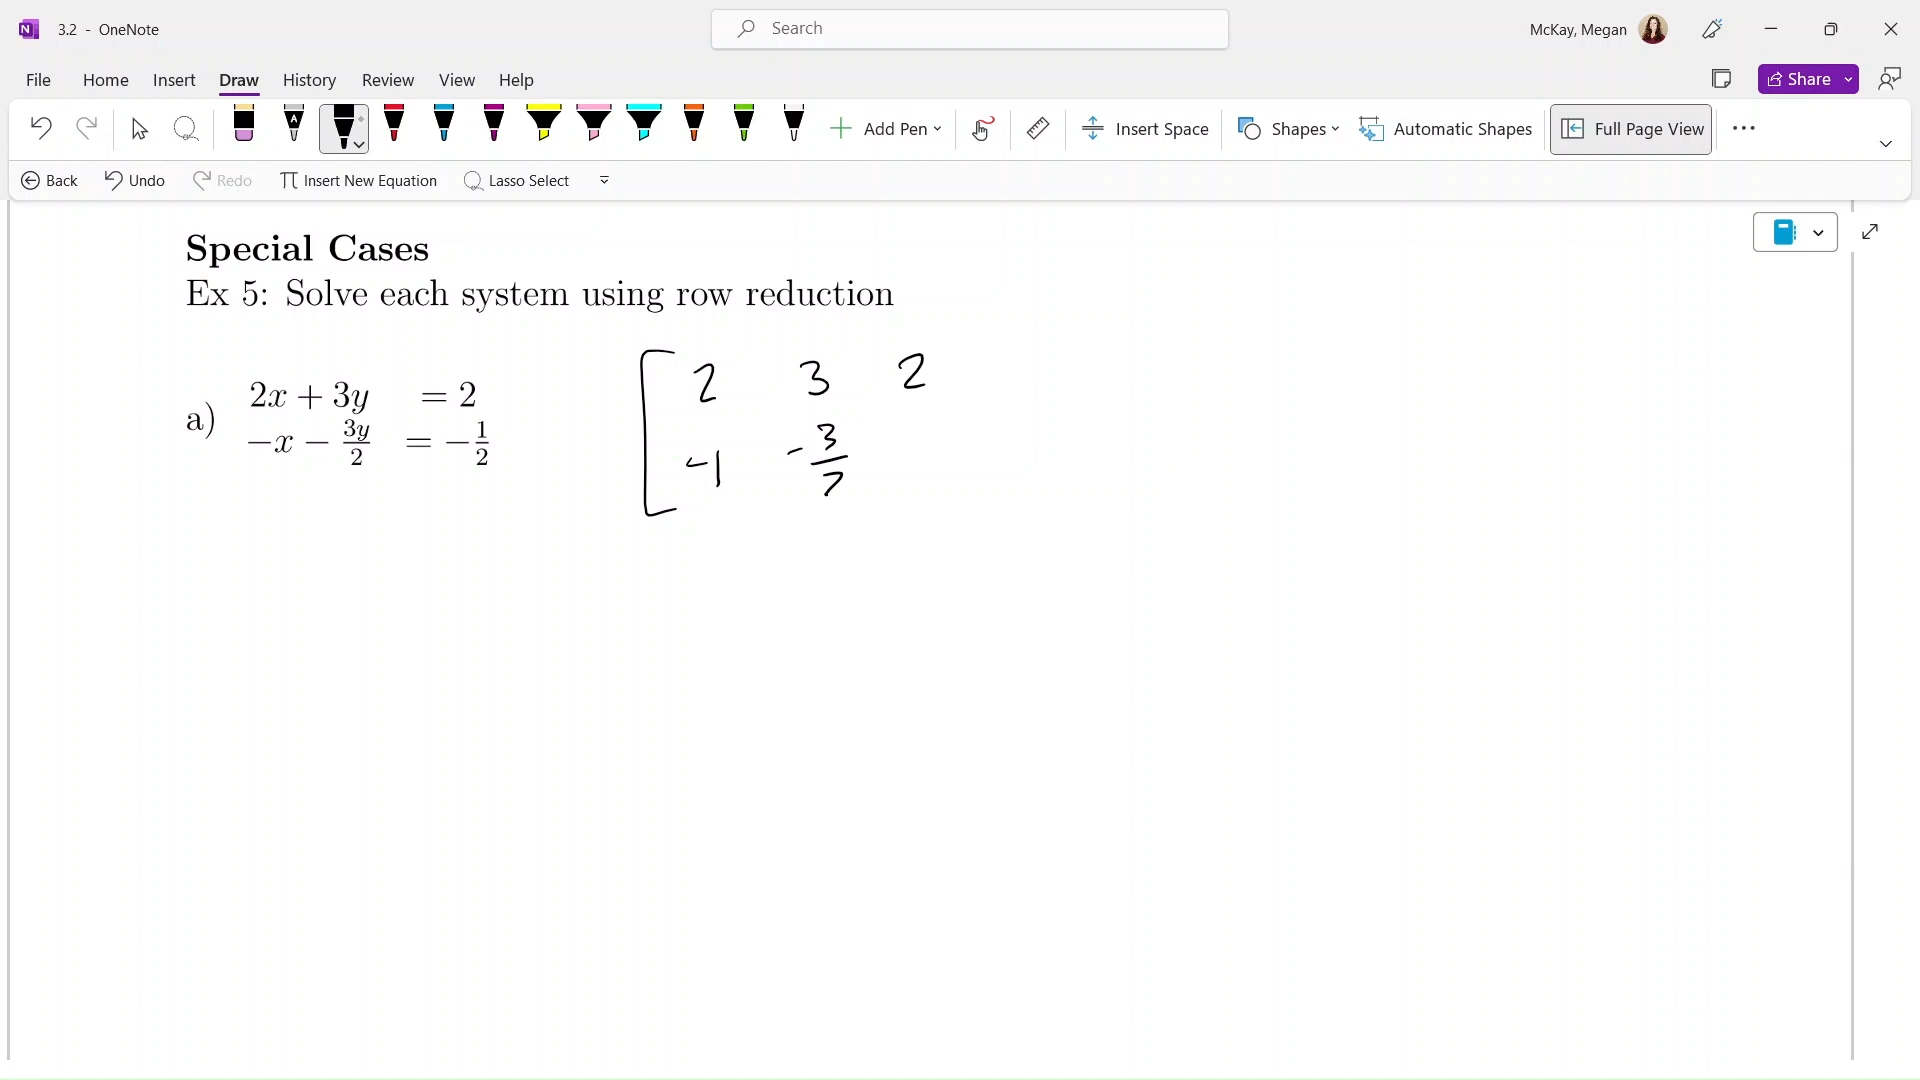 3.2 - OneNote
Search
McKay, Megan
File Home Insert Draw History Review View Help
Share
A
Add Pen
Insert Space
Shapes
Automatic Shapes
Full Page View
Back
Undo
Redo
Insert New Equation
Lasso Select
Special Cases
Ex 5: Solve each system using row reduction
a)
2x + 3y = 2
−x − 3y/2 = −1/2
[ 2 3 2
-1 -3/2